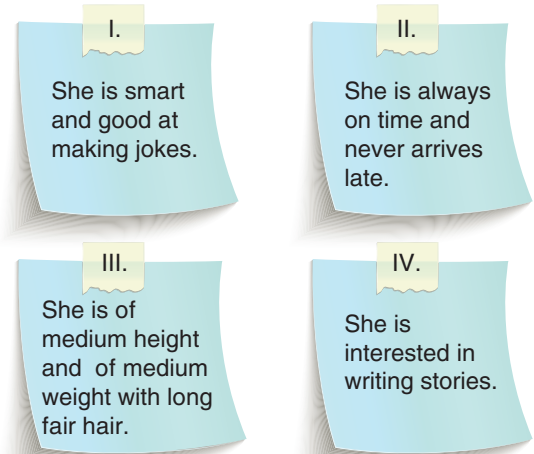 I.
She is smart
and good at
making jokes.
II.
She is always
on time and
never arrives
late.
III.
She is of
medium height
and  of medium
weight with long
fair hair.
IV.
She is
interested in
writing stories.